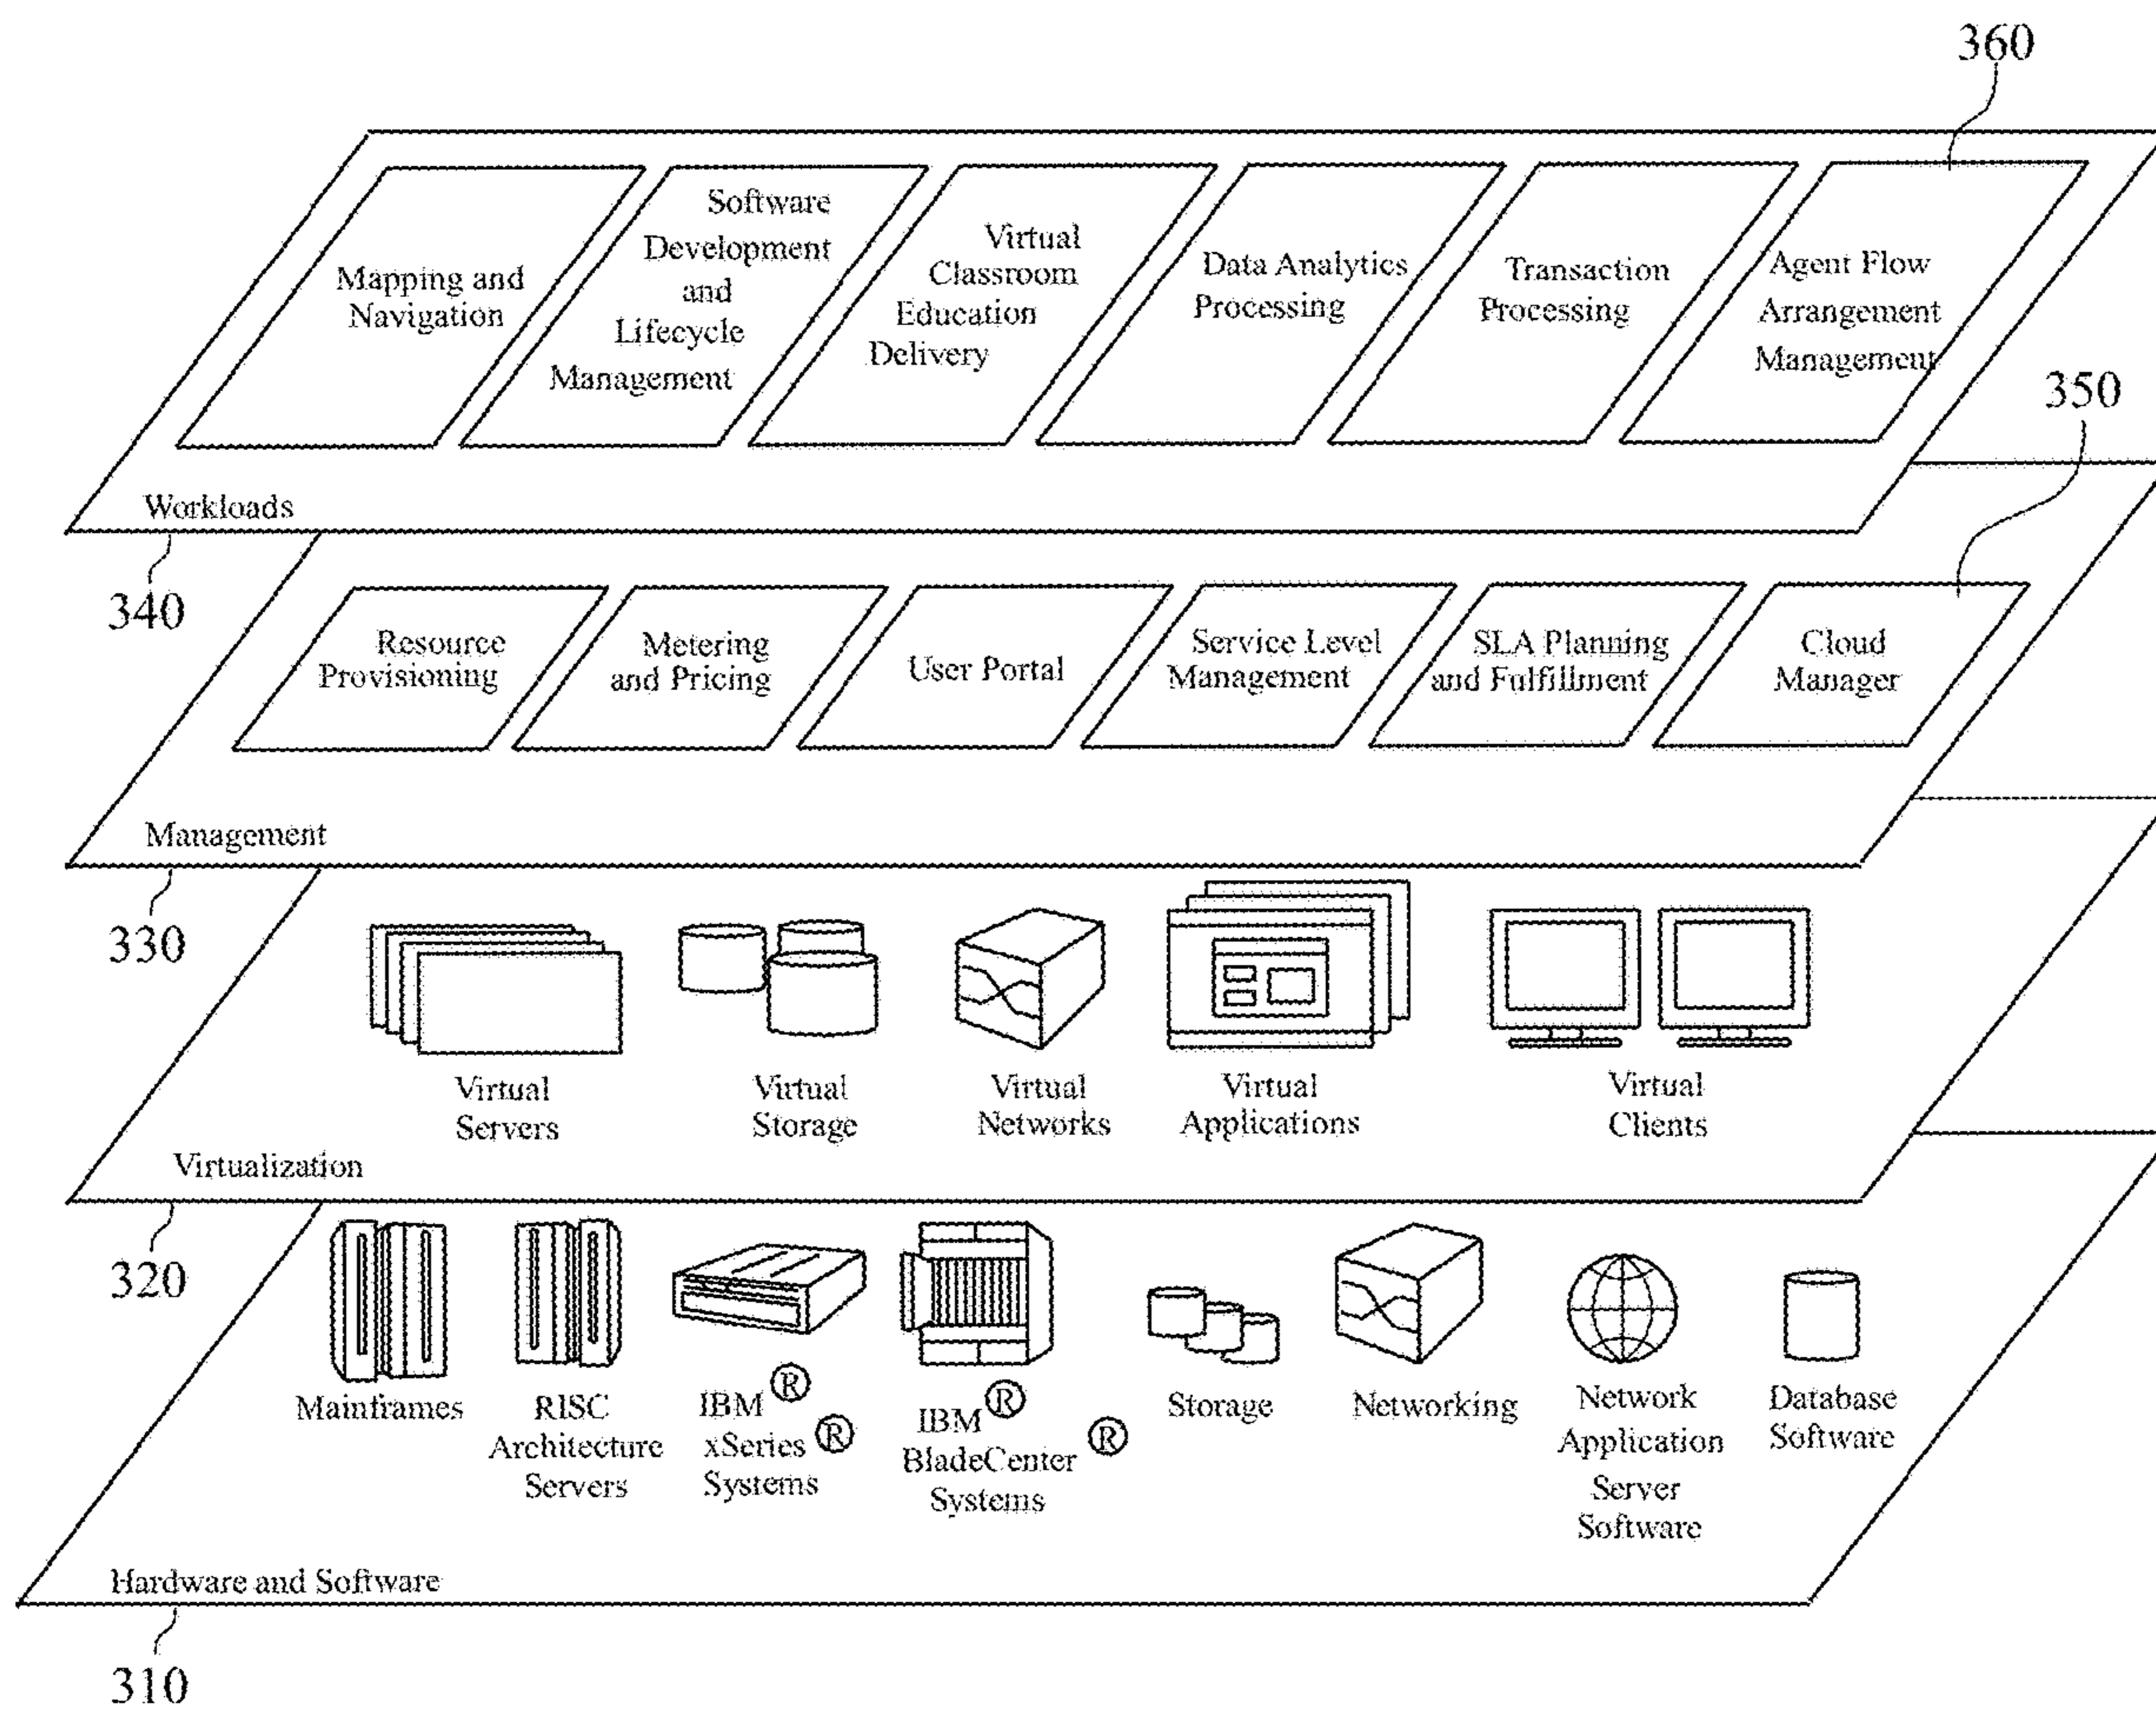 360
Mapping and
Navigation
Software
Development
and
Lifecycle
Management
Virtual
Classroom
Education
Delivery
Data Analytics
Processing
Transaction
Processing
Agent Flow
Arrangement
Management
350
Workloads
340
Resource
Provisioning
Metering
and Pricing
User Portal
Service Level
Management
SLA Planning
and Fulfillment
Cloud
Manager
Management
330
Virtual
Servers
Virtual
Storage
Virtual
Networks
Virtual
Applications
Virtual
Clients
Virtualization
320
Mainframes
RISC
Architecture
Servers
IBM ®
xSeries ®
Systems
IBM ®
BladeCenter ®
Systems
Storage
Networking
Network
Application
Server
Software
Database
Software
Hardware and Software
310